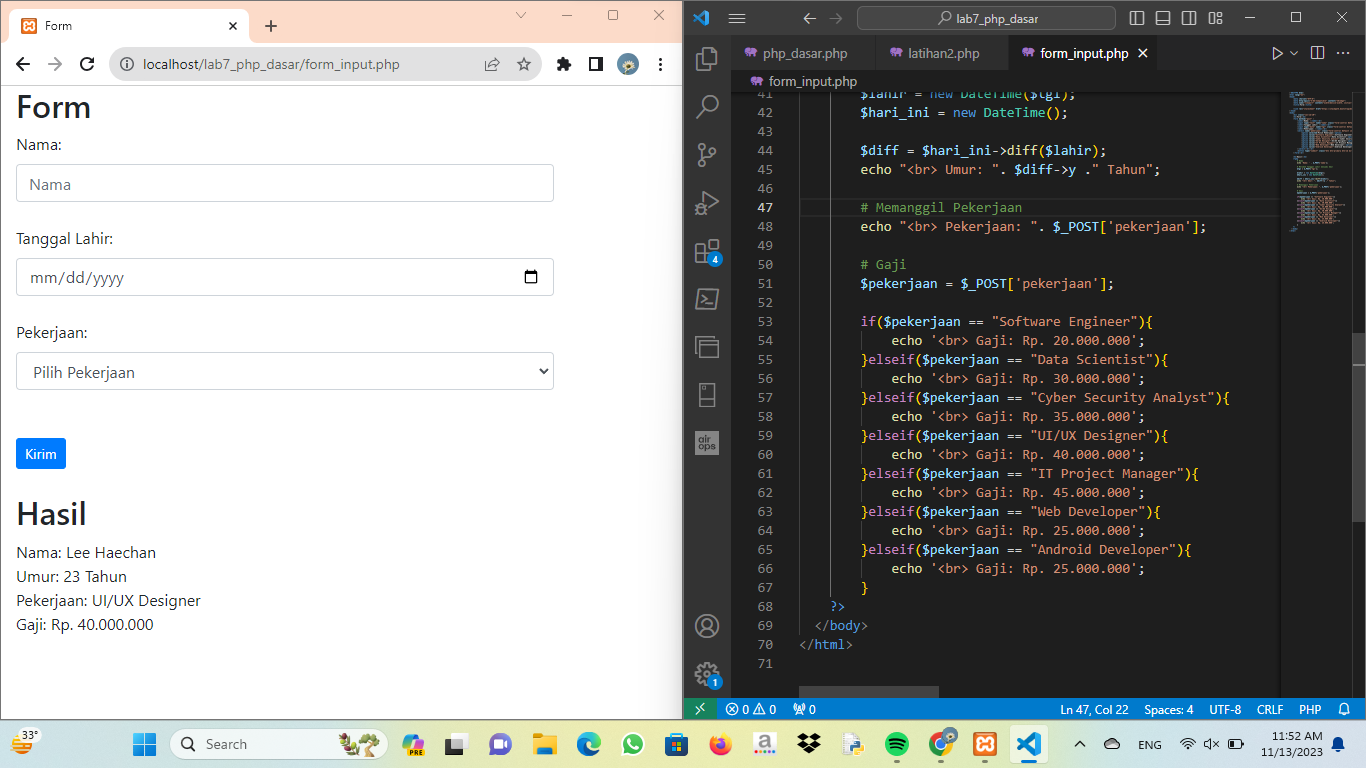 Form
localhost/lab7_php_dasar/form_input.php
Form
Nama:
Nama
Tanggal Lahir:
mm/dd/yyyy
Pekerjaan:
Pilih Pekerjaan
Kirim
Hasil
Nama: Lee Haechan
Umur: 23 Tahun
Pekerjaan: UI/UX Designer
Gaji: Rp. 40.000.000
lab7_php_dasar
php_dasar.php
latihan2.php
form_input.php
form_input.php
41 $lahir = new DateTime($tgl);
42 $hari_ini = new DateTime();
43
44 $diff = $hari_ini->diff($lahir);
45 echo "<br> Umur: ". $diff->y ." Tahun";
46
47 # Memanggil Pekerjaan
48 echo "<br> Pekerjaan: ". $_POST['pekerjaan'];
49
50 # Gaji
51 $pekerjaan = $_POST['pekerjaan'];
52
53 if($pekerjaan == "Software Engineer"){
54 echo '<br> Gaji: Rp. 20.000.000';
55 }elseif($pekerjaan == "Data Scientist"){
56 echo '<br> Gaji: Rp. 30.000.000';
57 }elseif($pekerjaan == "Cyber Security Analyst"){
58 echo '<br> Gaji: Rp. 35.000.000';
59 }elseif($pekerjaan == "UI/UX Designer"){
60 echo '<br> Gaji: Rp. 40.000.000';
61 }elseif($pekerjaan == "IT Project Manager"){
62 echo '<br> Gaji: Rp. 45.000.000';
63 }elseif($pekerjaan == "Web Developer"){
64 echo '<br> Gaji: Rp. 25.000.000';
65 }elseif($pekerjaan == "Android Developer"){
66 echo '<br> Gaji: Rp. 25.000.000';
67 }
68 ?>
69 </body>
70 </html>
71
4
air ops
1
0 0 0
Ln 47, Col 22 Spaces: 4 UTF-8 CRLF PHP
33°
Search
PRE
a
ENG
11:52 AM
11/13/2023